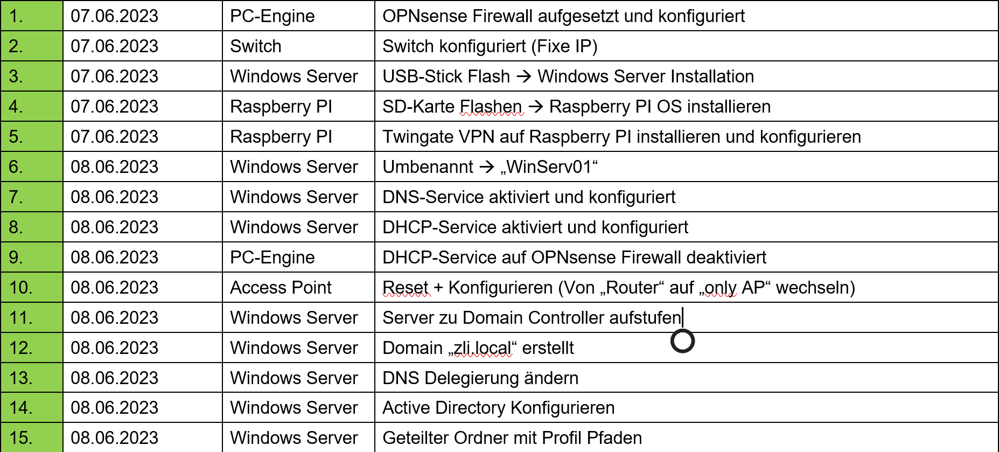 1. 07.06.2023 PC-Engine OPNsense Firewall aufgesetzt und konfiguriert
2. 07.06.2023 Switch Switch konfiguriert (Fixe IP)
3. 07.06.2023 Windows Server USB-Stick Flash → Windows Server Installation
4. 07.06.2023 Raspberry PI SD-Karte Flashen → Raspberry PI OS installieren
5. 07.06.2023 Raspberry PI Twingate VPN auf Raspberry PI installieren und konfigurieren
6. 08.06.2023 Windows Server Umbenannt → „WinServ01“
7. 08.06.2023 Windows Server DNS-Service aktiviert und konfiguriert
8. 08.06.2023 Windows Server DHCP-Service aktiviert und konfiguriert
9. 08.06.2023 PC-Engine DHCP-Service auf OPNsense Firewall deaktiviert
10. 08.06.2023 Access Point Reset + Konfigurieren (Von „Router“ auf „only AP“ wechseln)
11. 08.06.2023 Windows Server Server zu Domain Controller aufstufen
12. 08.06.2023 Windows Server Domain „zli.local“ erstellt
13. 08.06.2023 Windows Server DNS Delegierung ändern
14. 08.06.2023 Windows Server Active Directory Konfigurieren
15. 08.06.2023 Windows Server Geteilter Ordner mit Profil Pfaden